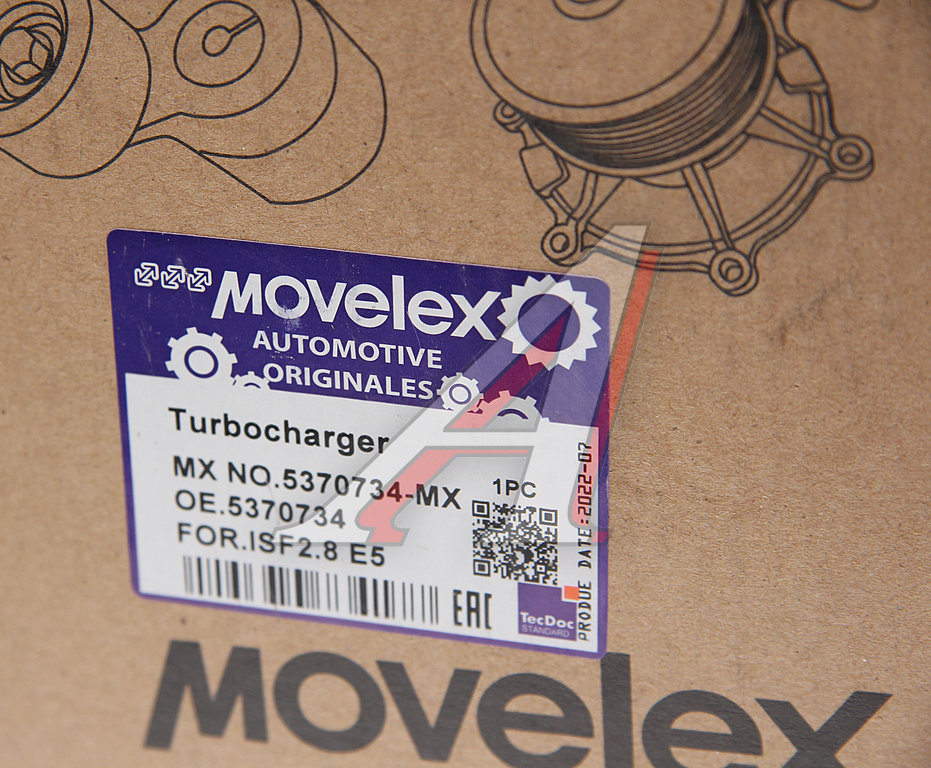 MOVELEX
AUTOMOTIVE
ORIGINALES
Turbocharger
MX NO.5370734-MX
1PC
OE.5370734
FOR.ISF2.8 E5
EAC
TecDoc
STANDARD
PRODUE DATE:2022-07
MOVELEX